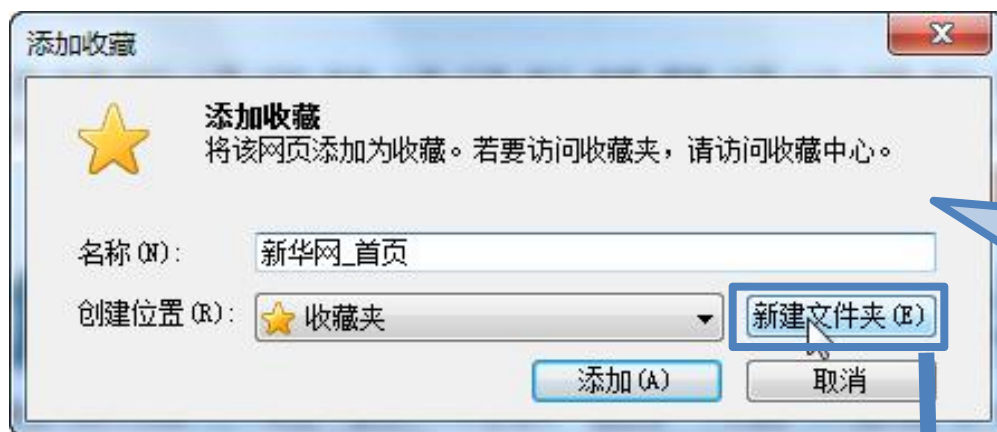 添加收藏
添加收藏
将该网页添加为收藏。若要访问收藏夹，请访问收藏中心。
名称(N)：
新华网_首页
创建位置(R)：
收藏夹
新建文件夹(E)
添加(A)
取消